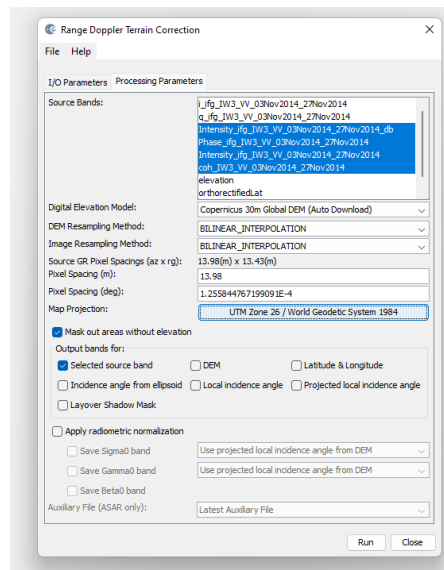 Range Doppler Terrain Correction
File Help
I/O Parameters Processing Parameters
Source Bands:
i_ifg_IW3_VV_03Nov2014_27Nov2014
q_ifg_IW3_VV_03Nov2014_27Nov2014
Intensity_ifg_IW3_VV_03Nov2014_27Nov2014_db
Phase_ifg_IW3_VV_03Nov2014_27Nov2014
Intensity_ifg_IW3_VV_03Nov2014_27Nov2014
coh_IW3_VV_03Nov2014_27Nov2014
elevation
orthorectifiedLat
Digital Elevation Model: Copernicus 30m Global DEM (Auto Download)
DEM Resampling Method: BILINEAR_INTERPOLATION
Image Resampling Method: BILINEAR_INTERPOLATION
Source GR Pixel Spacings (az x rg): 13.98(m) x 13.43(m)
Pixel Spacing (m): 13.98
Pixel Spacing (deg): 1.255844767199091E-4
Map Projection: UTM Zone 26 / World Geodetic System 1984
Mask out areas without elevation
Output bands for:
Selected source band DEM Latitude & Longitude
Incidence angle from ellipsoid Local incidence angle Projected local incidence angle
Layover Shadow Mask
Apply radiometric normalization
Save Sigma0 band Use projected local incidence angle from DEM
Save Gamma0 band Use projected local incidence angle from DEM
Save Beta0 band
Auxiliary File (ASAR only): Latest Auxiliary File
Run Close